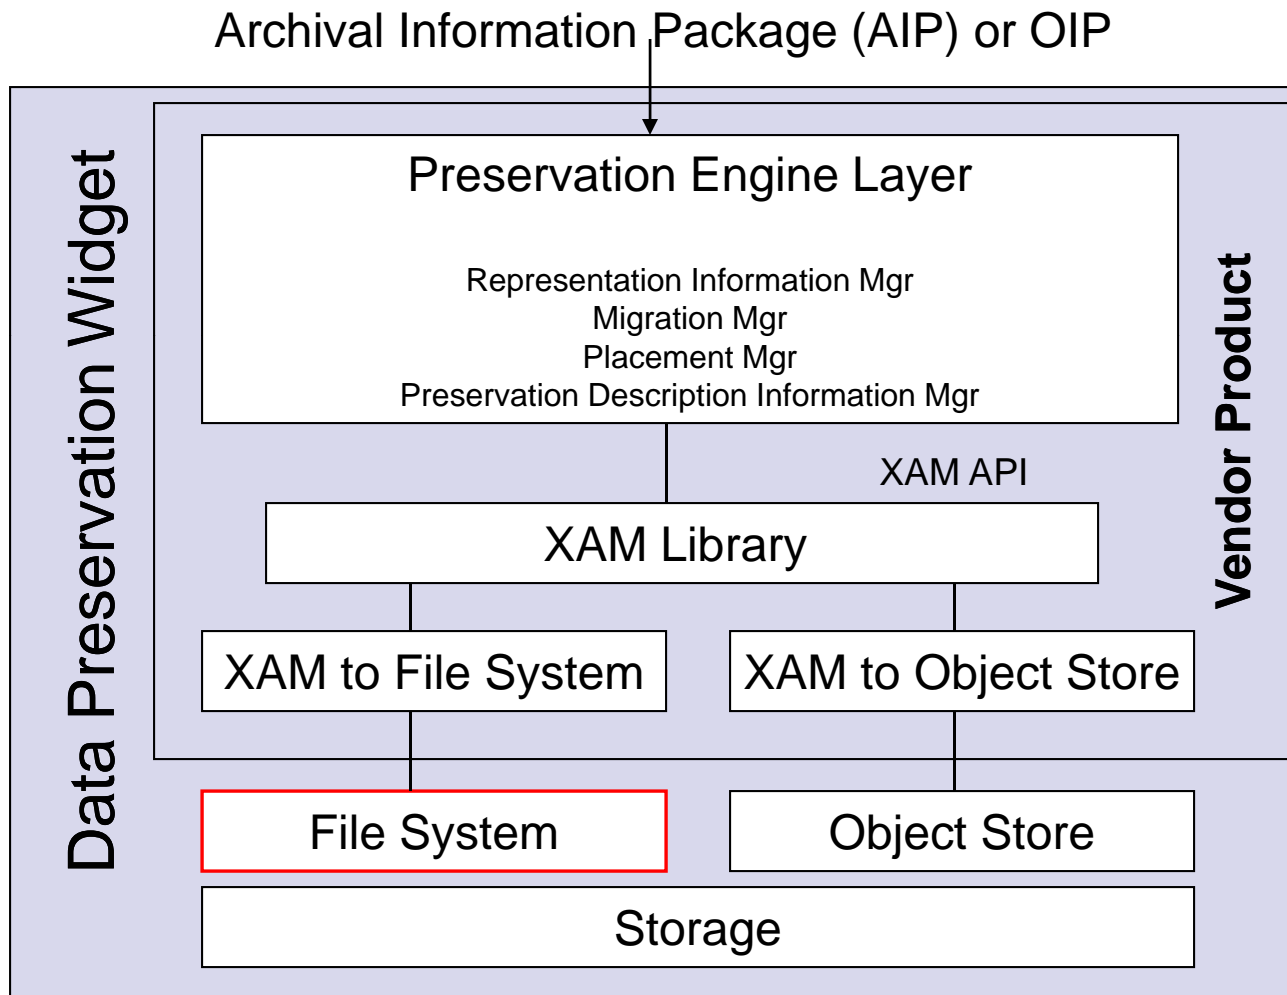 Archival Information Package (AIP) or OIP
Data Preservation Widget
Preservation Engine Layer
Representation Information Mgr
Migration Mgr
Placement Mgr
Preservation Description Information Mgr
Vendor Product
XAM API
XAM Library
XAM to File System
XAM to Object Store
File System
Object Store
Storage